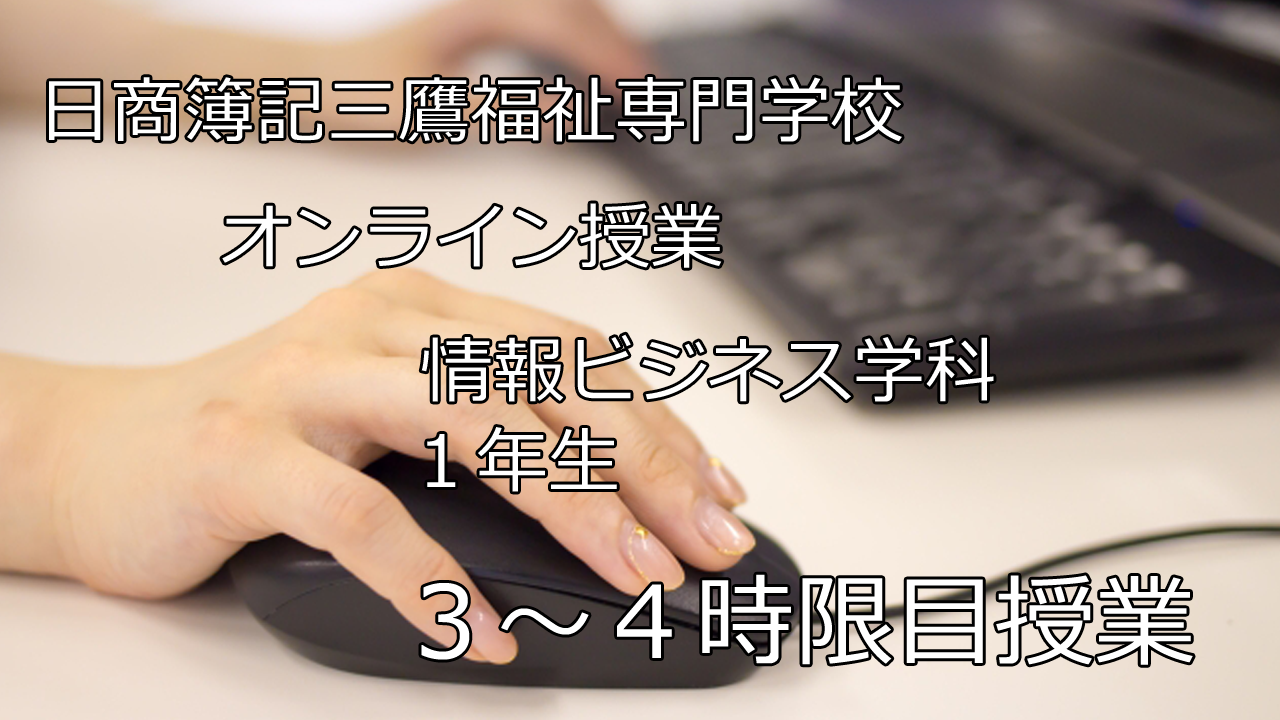 日商簿記三鷹福祉専門学校
オンライン授業
情報ビジネス学科
１年生
３～４時限目授業